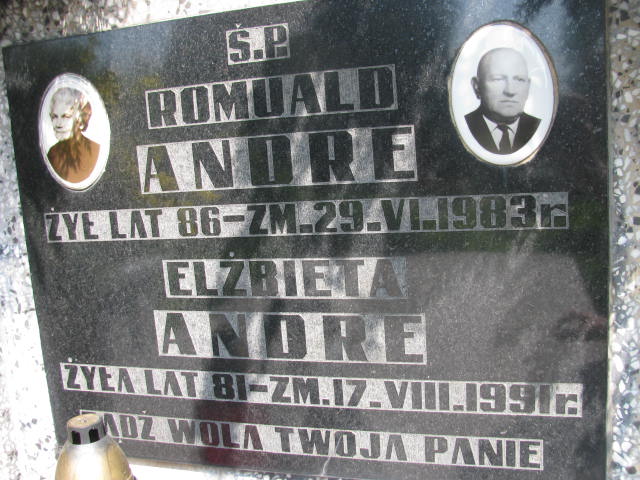 Ś.P.
ROMUALD
ANDRE
ŻYŁ LAT 86-ZM.29.VI.1983r.
ELŻBIETA
ANDRE
ŻYŁA LAT 81-ZM.17.VIII.1991r.
BĄDŹ WOLA TWOJA PANIE